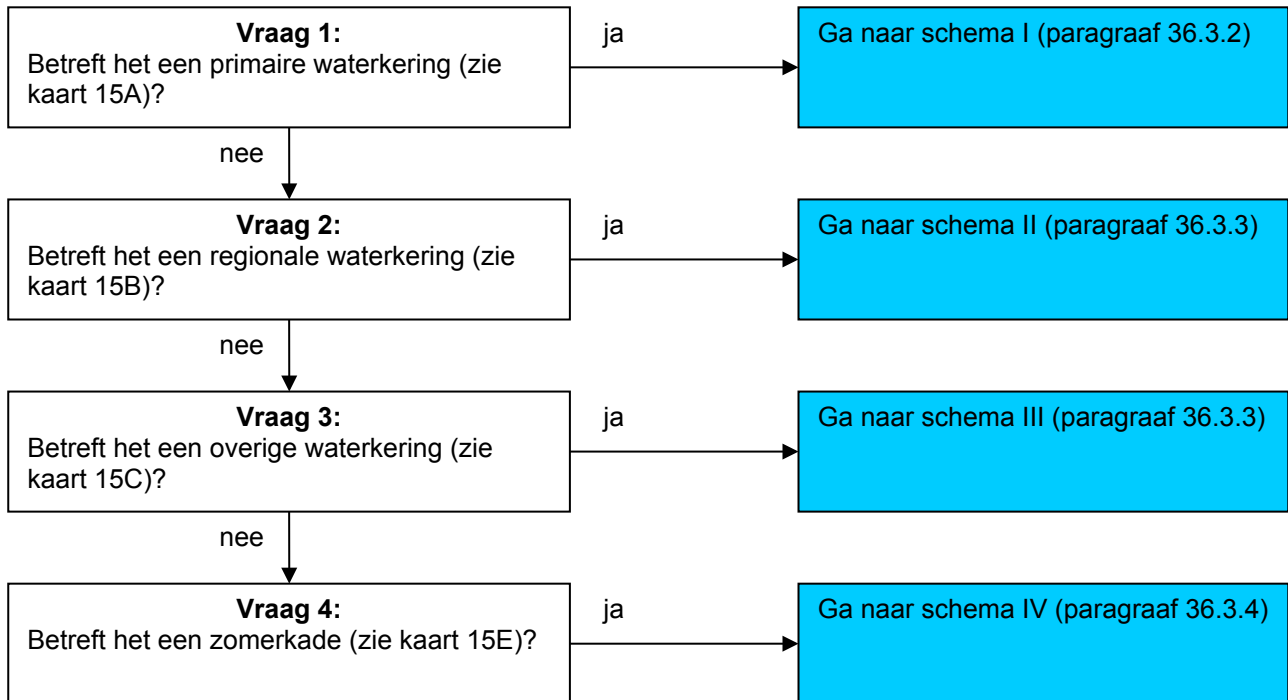 Vraag 1:
Betreft het een primaire waterkering (zie
kaart 15A)?
ja
Ga naar schema I (paragraaf 36.3.2)
nee
Vraag 2:
Betreft het een regionale waterkering (zie
kaart 15B)?
ja
Ga naar schema II (paragraaf 36.3.3)
nee
Vraag 3:
Betreft het een overige waterkering (zie
kaart 15C)?
ja
Ga naar schema III (paragraaf 36.3.3)
nee
Vraag 4:
Betreft het een zomerkade (zie kaart 15E)?
ja
Ga naar schema IV (paragraaf 36.3.4)